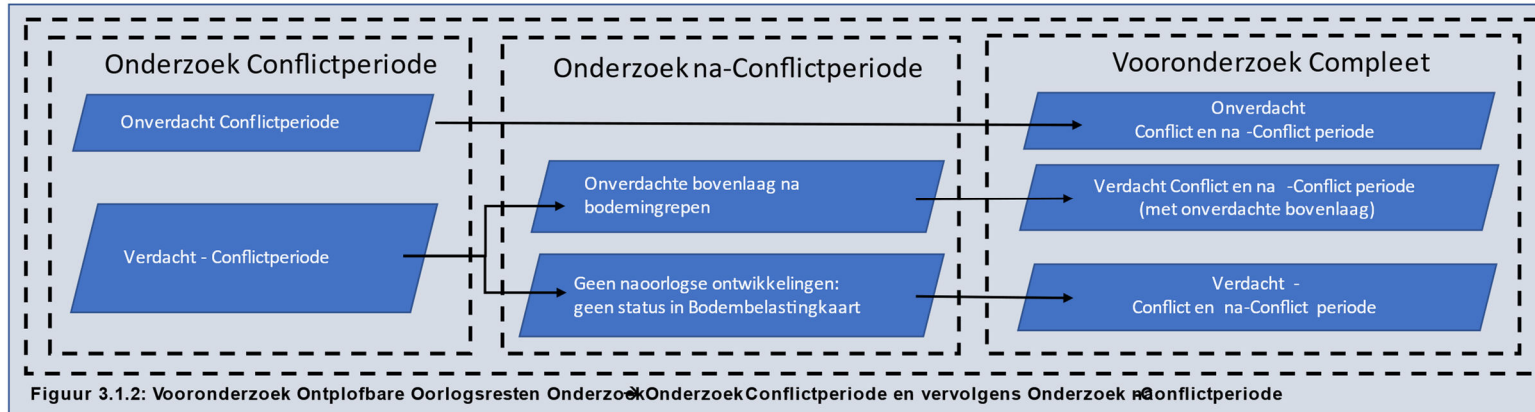 Onderzoek Conflictperiode
Onverdacht Conflictperiode
Verdacht - Conflictperiode
Onderzoek na-Conflictperiode
Onverdachte bovenlaag na
bodemingrepen
Geen naoorlogse ontwikkelingen:
geen status in Bodembelastingkaart
Vooronderzoek Compleet
Onverdacht
Conflict en na -Conflict periode
Verdacht Conflict en na -Conflict periode
(met onverdachte bovenlaag)
Verdacht -
Conflict en na-Conflict periode
Figuur 3.1.2: Vooronderzoek Ontplofbare Oorlogsresten Onderzoek → Onderzoek Conflictperiode en vervolgens Onderzoek na-Conflictperiode